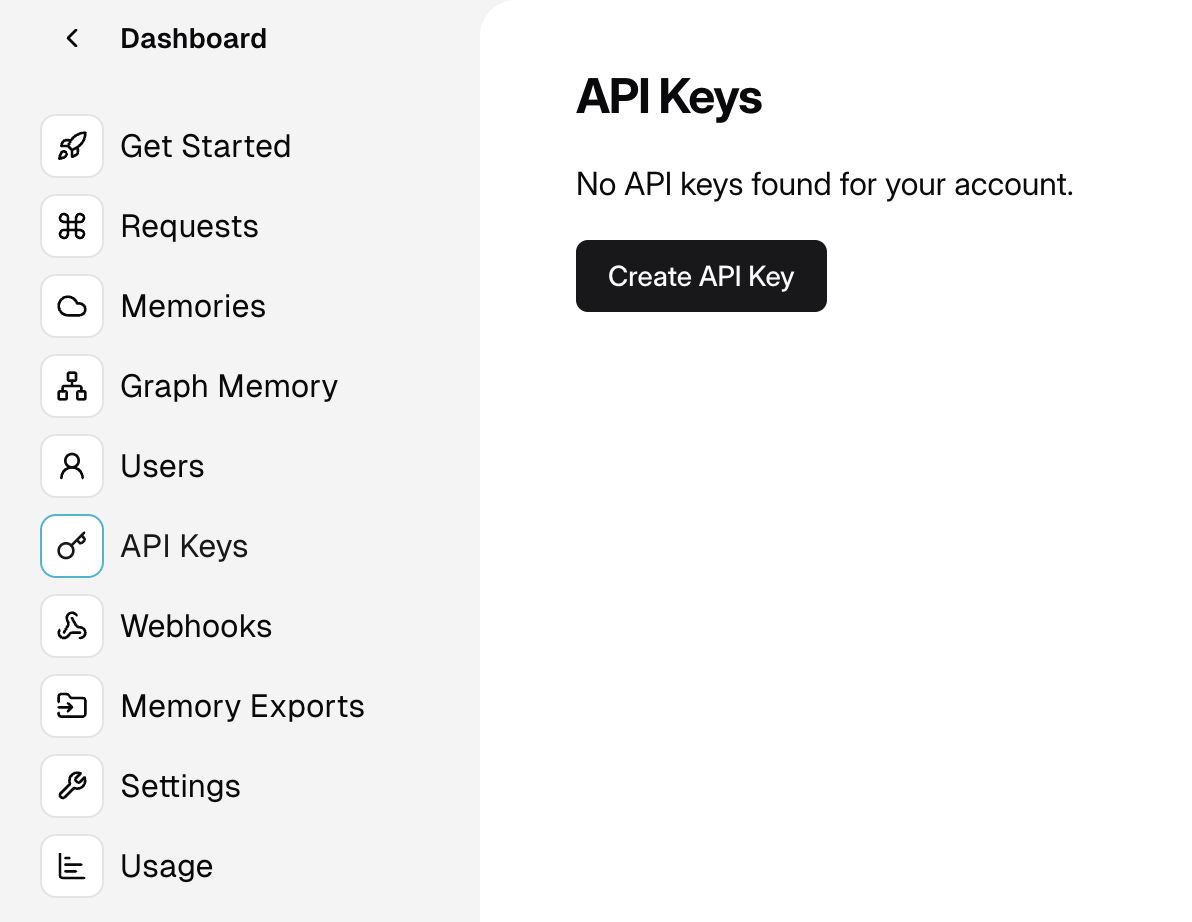 Dashboard
Get Started
Requests
Memories
Graph Memory
Users
API Keys
Webhooks
Memory Exports
Settings
Usage
API Keys
No API keys found for your account.
Create API Key